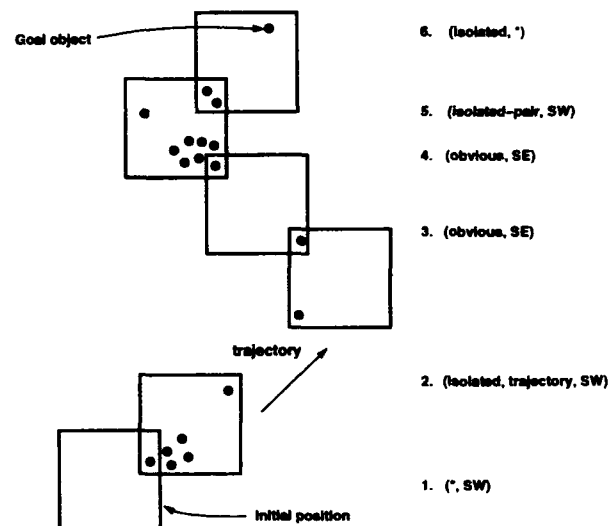 Goal object
6. (isolated, *)
5. (isolated-pair, SW)
4. (obvious, SE)
3. (obvious, SE)
trajectory
2. (isolated, trajectory, SW)
1. (*, SW)
initial position